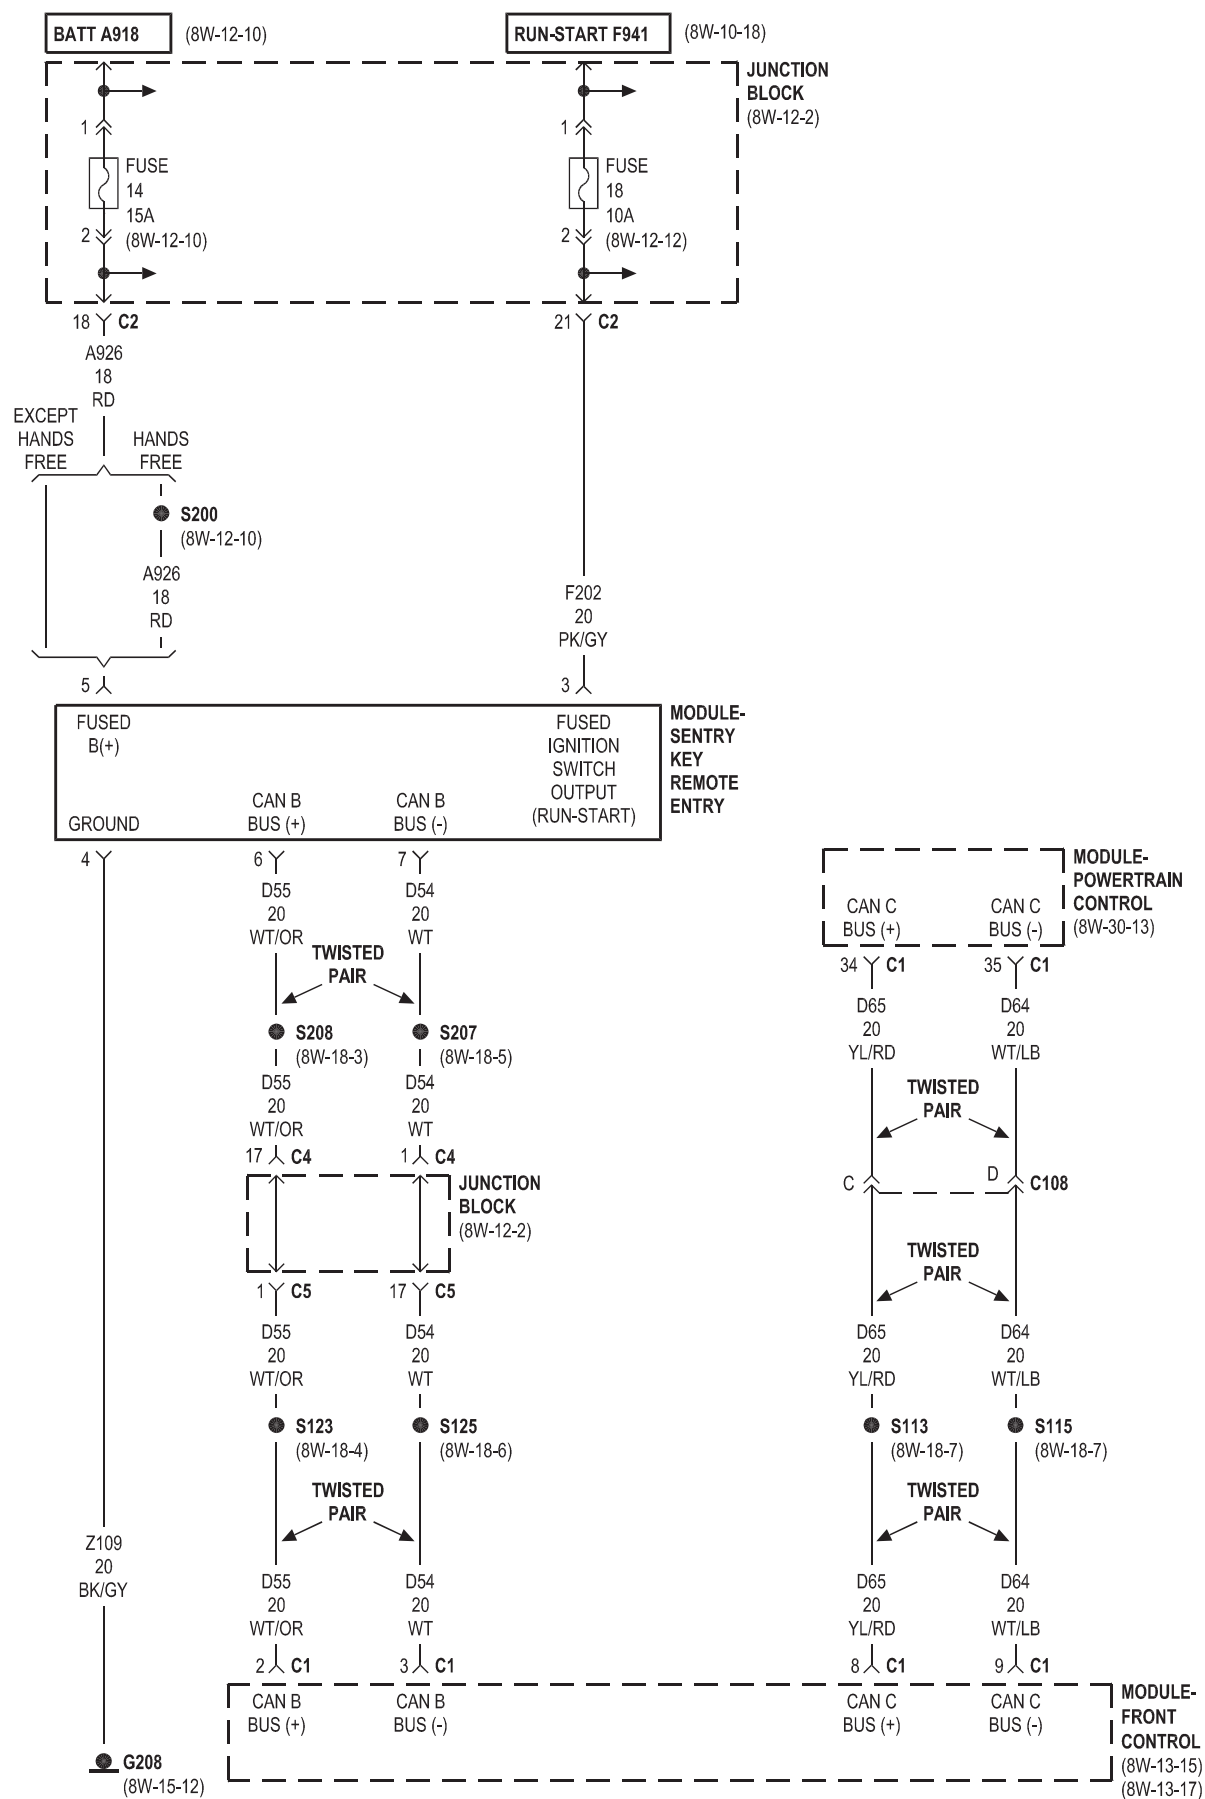 BATT A918 (8W-12-10)
RUN-START F941 (8W-10-18)
JUNCTION
BLOCK
(8W-12-2)
1
FUSE
14
15A
(8W-12-10)
2
1
FUSE
18
10A
(8W-12-12)
2
18 C2
21 C2
A926
18
RD
EXCEPT
HANDS
FREE
HANDS
FREE
S200
(8W-12-10)
A926
18
RD
F202
20
PK/GY
5
3
FUSED
B(+)
FUSED
IGNITION
SWITCH
OUTPUT
(RUN-START)
MODULE-
SENTRY
KEY
REMOTE
ENTRY
GROUND
CAN B
BUS (+)
CAN B
BUS (-)
4
6
7
D55
20
WT/OR
D54
20
WT
TWISTED
PAIR
S208
(8W-18-3)
S207
(8W-18-5)
D55
20
WT/OR
D54
20
WT
17 C4
1 C4
JUNCTION
BLOCK
(8W-12-2)
1 C5
17 C5
D55
20
WT/OR
D54
20
WT
S123
(8W-18-4)
S125
(8W-18-6)
TWISTED
PAIR
D55
20
WT/OR
D54
20
WT
2 C1
3 C1
Z109
20
BK/GY
G208
(8W-15-12)
CAN C
BUS (+)
CAN C
BUS (-)
MODULE-
POWERTRAIN
CONTROL
(8W-30-13)
34 C1
35 C1
D65
20
YL/RD
D64
20
WT/LB
TWISTED
PAIR
C
D C108
TWISTED
PAIR
D65
20
YL/RD
D64
20
WT/LB
S113
(8W-18-7)
S115
(8W-18-7)
TWISTED
PAIR
D65
20
YL/RD
D64
20
WT/LB
8 C1
9 C1
CAN B
BUS (+)
CAN B
BUS (-)
CAN C
BUS (+)
CAN C
BUS (-)
MODULE-
FRONT
CONTROL
(8W-13-15)
(8W-13-17)